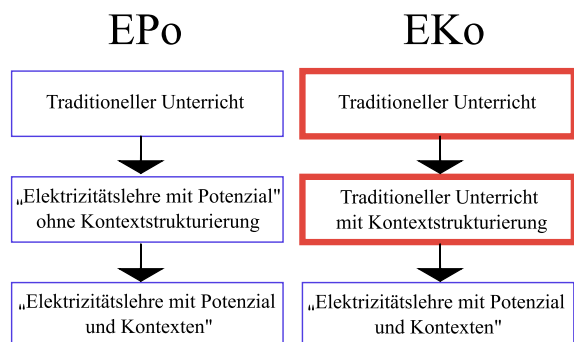 EPo
EKo
Traditioneller Unterricht
Traditioneller Unterricht
„Elektrizitätslehre mit Potenzial"
ohne Kontextstrukturierung
Traditioneller Unterricht
mit Kontextstrukturierung
„Elektrizitätslehre mit Potenzial
und Kontexten"
„Elektrizitätslehre mit Potenzial
und Kontexten"